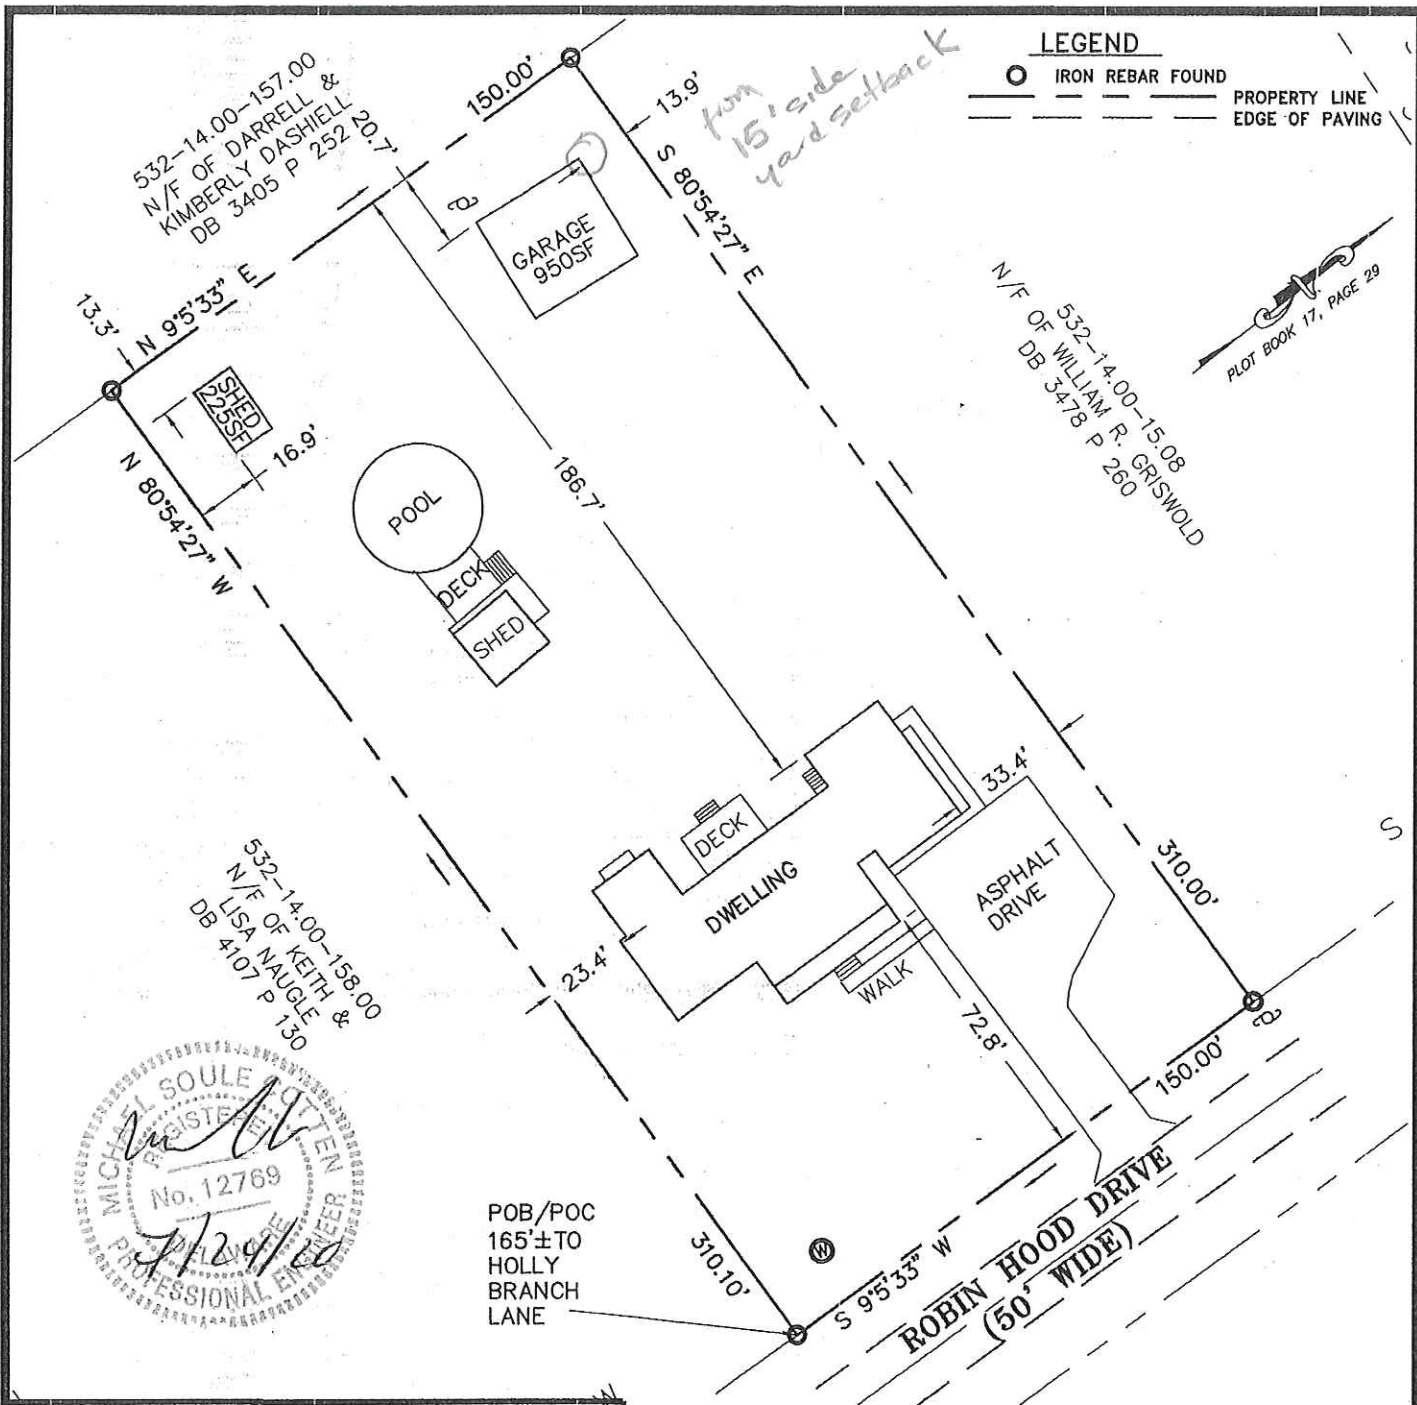 LEGEND
IRON REBAR FOUND
PROPERTY LINE
EDGE OF PAVING
532-14.00-157.00
N/F OF DARRELL &
KIMBERLY DASHIELL
DB 3405 P 252
150.00'
13.9'
from
15' side
yard setback
20.7'
GARAGE
950SF
S 80°54'27" E
N 9°5'33" E
13.3'
SHED
225SF
16.9'
N 80°54'27" W
POOL
DECK
SHED
186.7'
532-14.00-15.08
N/F OF WILLIAM R. GRISWOLD
DB 3478 P 260
N
PLOT BOOK 17, PAGE 29
33.4'
DECK
DWELLING
ASPHALT
DRIVE
310.00'
S
532-14.00-158.00
N/F OF KEITH &
LISA NAUGLE
DB 4107 P 130
23.4'
WALK
72.8'
150.00'
MICHAEL SOULE COTTEN
REGISTERED
No. 12769
DELAWARE
PROFESSIONAL ENGINEER
7/24/20
POB/POC
165'±TO
HOLLY
BRANCH
LANE
310.10'
W
S 9°5'33" W
ROBIN HOOD DRIVE
(50' WIDE)
W